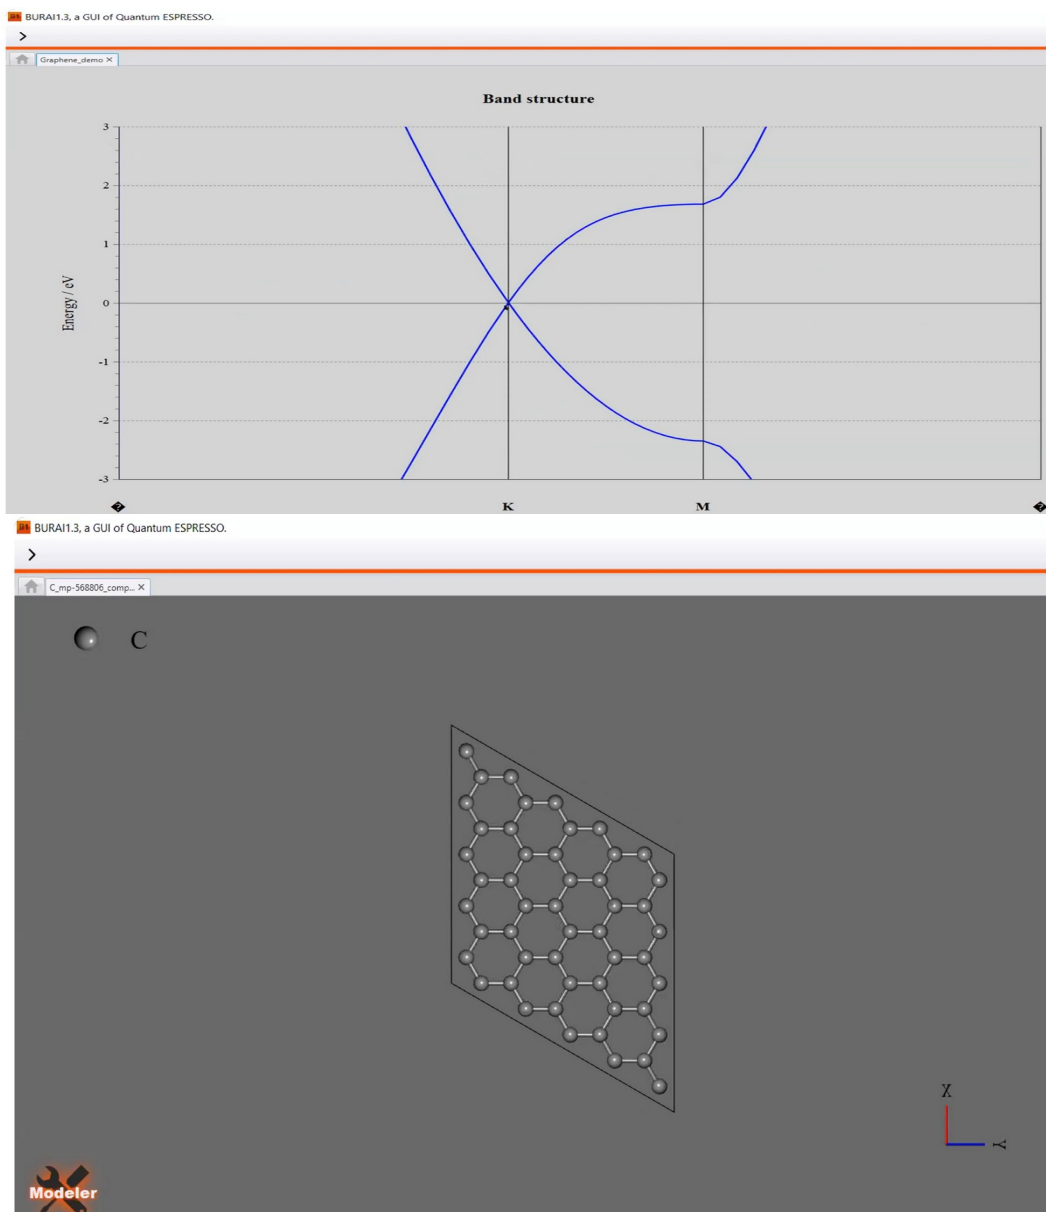 BURAI1.3, a GUI of Quantum ESPRESSO.
Graphene_demo
Band structure
3
2
1
0
-1
-2
-3
Energy / eV
� K M �
BURAI1.3, a GUI of Quantum ESPRESSO.
C_mp-568806_comp...
C
X
Y
Modeler